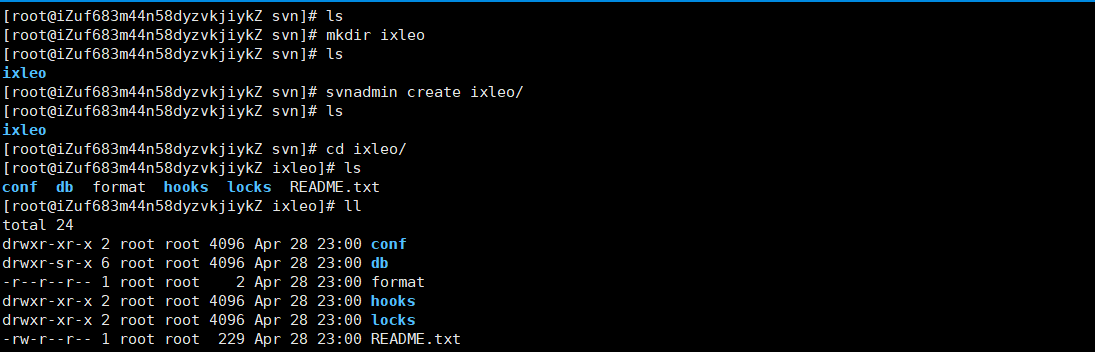 [root@iZuf683m44n58dyzvkjiykZ svn]# ls
[root@iZuf683m44n58dyzvkjiykZ svn]# mkdir ixleo
[root@iZuf683m44n58dyzvkjiykZ svn]# ls
ixleo
[root@iZuf683m44n58dyzvkjiykZ svn]# svnadmin create ixleo/
[root@iZuf683m44n58dyzvkjiykZ svn]# ls
ixleo
[root@iZuf683m44n58dyzvkjiykZ svn]# cd ixleo/
[root@iZuf683m44n58dyzvkjiykZ ixleo]# ls
conf  db  format  hooks  locks  README.txt
[root@iZuf683m44n58dyzvkjiykZ ixleo]# ll
total 24
drwxr-xr-x 2 root root 4096 Apr 28 23:00 conf
drwxr-sr-x 6 root root 4096 Apr 28 23:00 db
-r--r--r-- 1 root root    2 Apr 28 23:00 format
drwxr-xr-x 2 root root 4096 Apr 28 23:00 hooks
drwxr-xr-x 2 root root 4096 Apr 28 23:00 locks
-rw-r--r-- 1 root root  229 Apr 28 23:00 README.txt